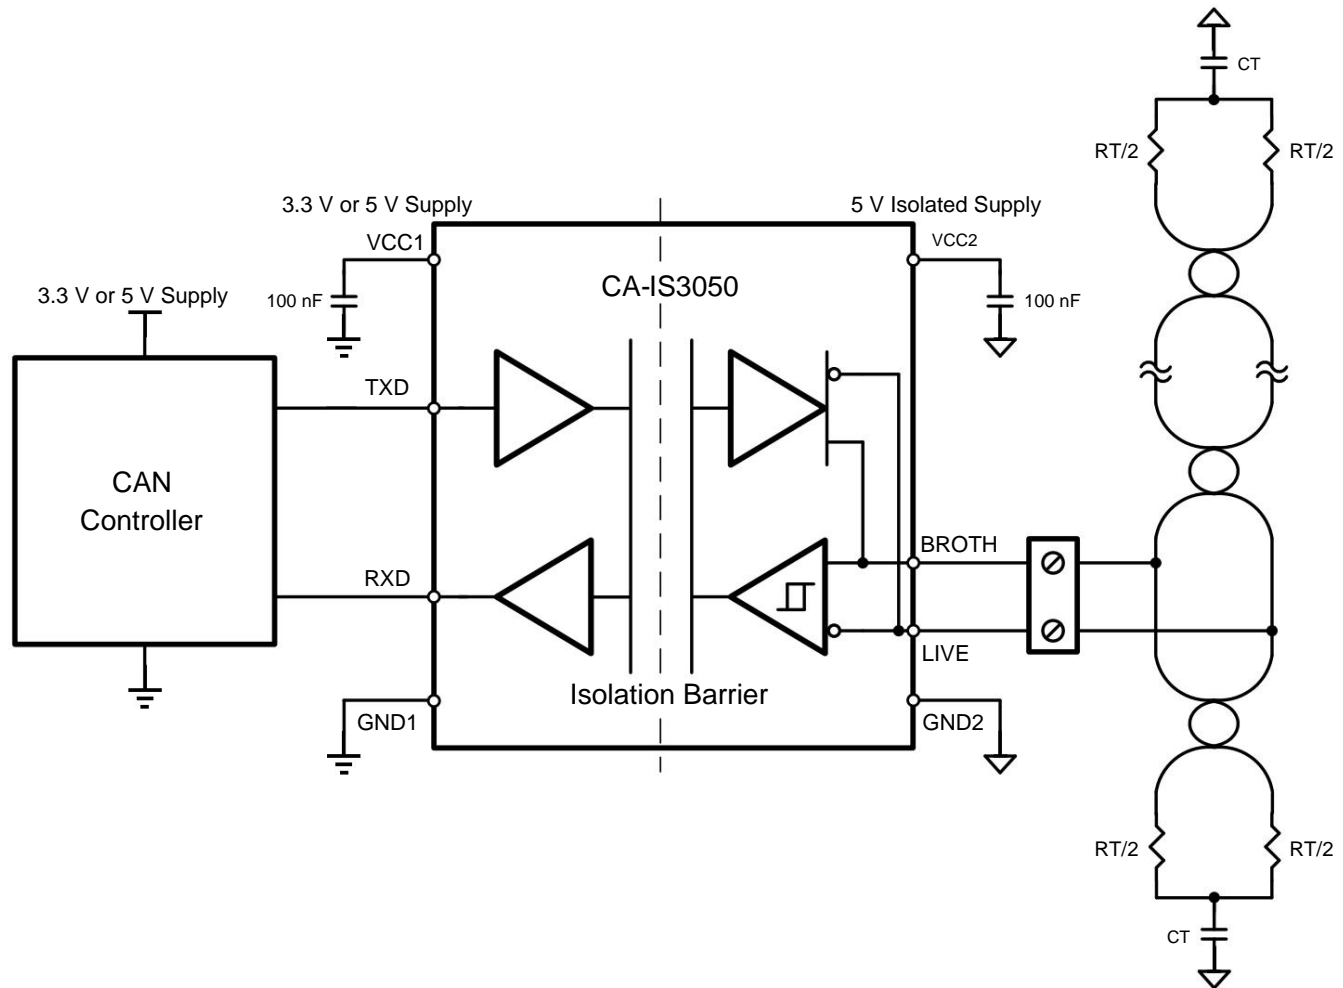 CT
RT/2
RT/2
3.3 V or 5 V Supply
5 V Isolated Supply
VCC1
VCC2
CA-IS3050
100 nF
100 nF
3.3 V or 5 V Supply
TXD
CAN
Controller
BROTH
RXD
LIVE
Isolation Barrier
GND1
GND2
RT/2
RT/2
CT